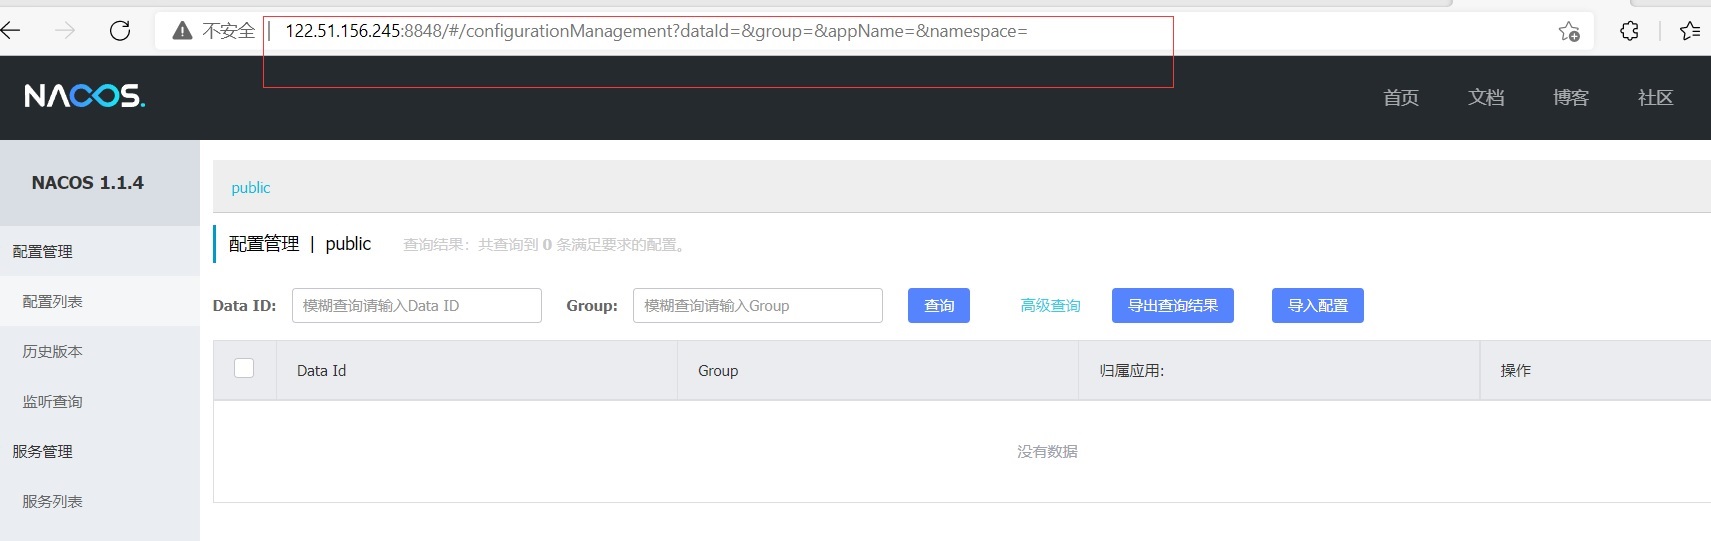 不安全 122.51.156.245:8848/#/configurationManagement?dataId=&group=&appName=&namespace=
NACOS. 首页 文档 博客 社区
NACOS 1.1.4
public
配置管理
配置管理 | public 查询结果：共查询到 0 条满足要求的配置。
配置列表
Data ID: 模糊查询请输入Data ID Group: 模糊查询请输入Group 查询 高级查询 导出查询结果 导入配置
历史版本
Data Id Group 归属应用: 操作
监听查询
服务管理
没有数据
服务列表